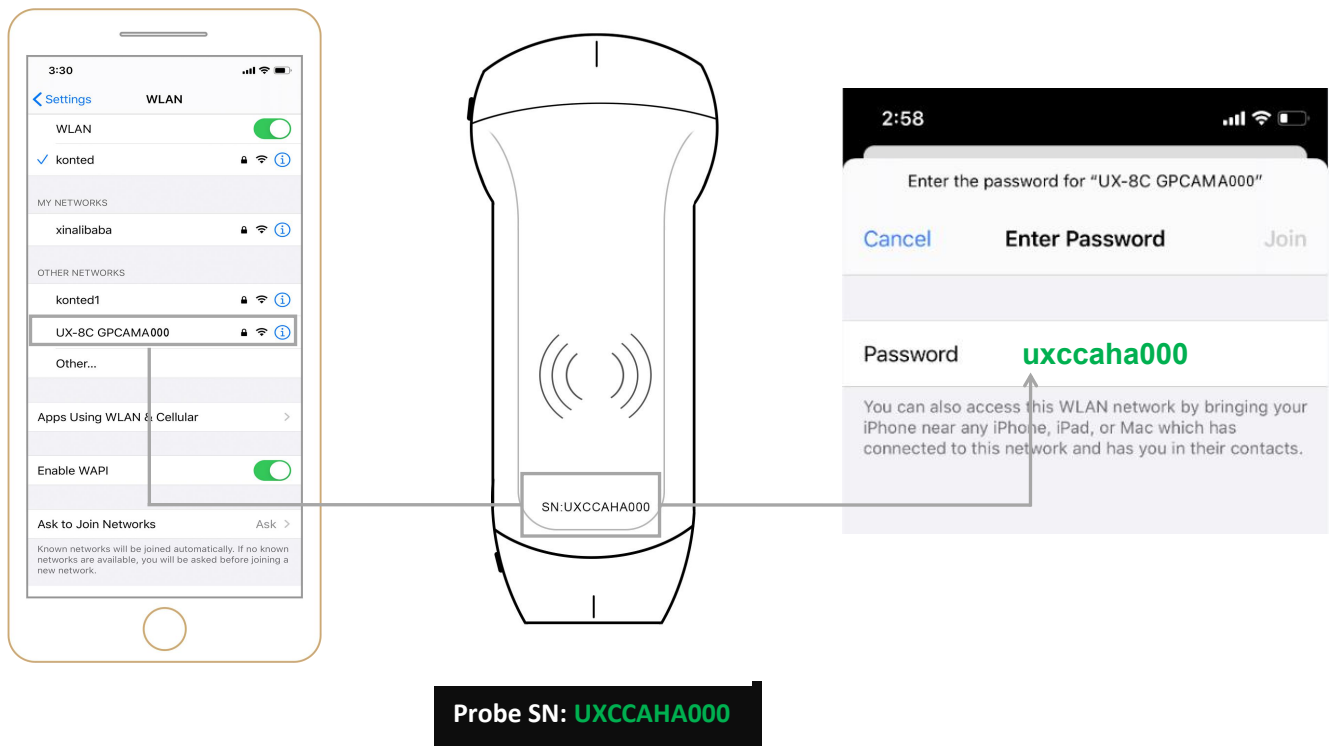 3:30
Settings WLAN
WLAN
konted
MY NETWORKS
xinalibaba
OTHER NETWORKS
konted1
UX-8C GPCAMA000
Other...
Apps Using WLAN & Cellular
Enable WAPI
Ask to Join Networks Ask
Known networks will be joined automatically. If no known
networks are available, you will be asked before joining a
new network.
SN:UXCCAHA000
Probe SN: UXCCAHA000
2:58
Enter the password for “UX-8C GPCAMA000”
Cancel Enter Password Join
Password uxccaha000
You can also access this WLAN network by bringing your
iPhone near any iPhone, iPad, or Mac which has
connected to this network and has you in their contacts.